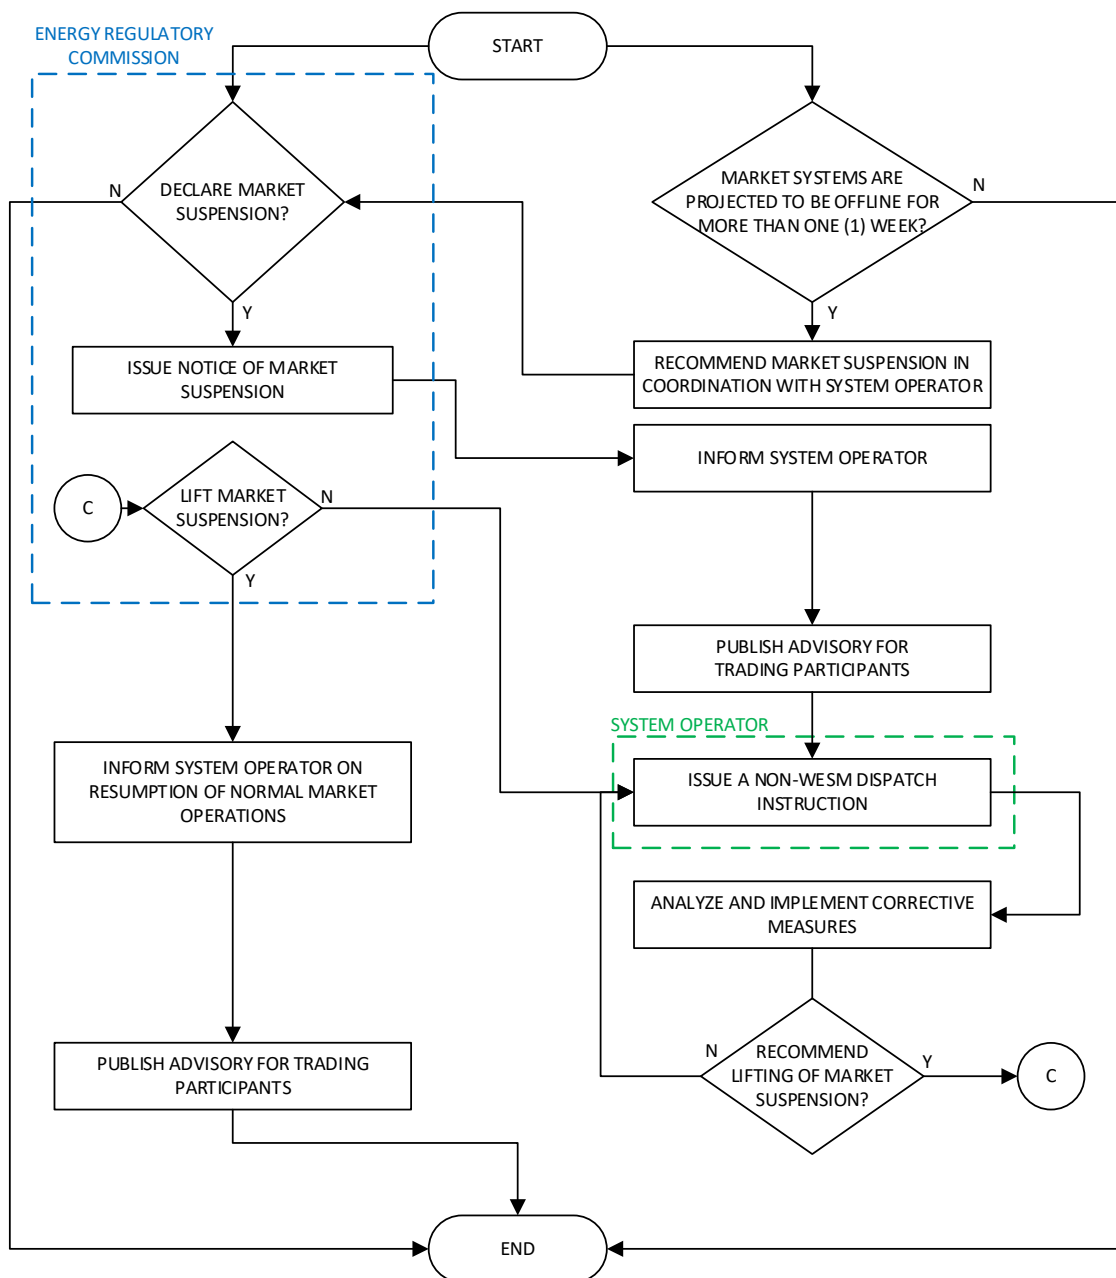 ENERGY REGULATORY
COMMISSION
START
N
DECLARE MARKET
SUSPENSION?
Y
MARKET SYSTEMS ARE
PROJECTED TO BE OFFLINE FOR
MORE THAN ONE (1) WEEK?
N
Y
ISSUE NOTICE OF MARKET
SUSPENSION
RECOMMEND MARKET SUSPENSION IN
COORDINATION WITH SYSTEM OPERATOR
INFORM SYSTEM OPERATOR
C
LIFT MARKET
SUSPENSION?
N
Y
PUBLISH ADVISORY FOR
TRADING PARTICIPANTS
SYSTEM OPERATOR
INFORM SYSTEM OPERATOR ON
RESUMPTION OF NORMAL MARKET
OPERATIONS
ISSUE A NON-WESM DISPATCH
INSTRUCTION
ANALYZE AND IMPLEMENT CORRECTIVE
MEASURES
PUBLISH ADVISORY FOR TRADING
PARTICIPANTS
N
RECOMMEND
LIFTING OF MARKET
SUSPENSION?
Y
C
END